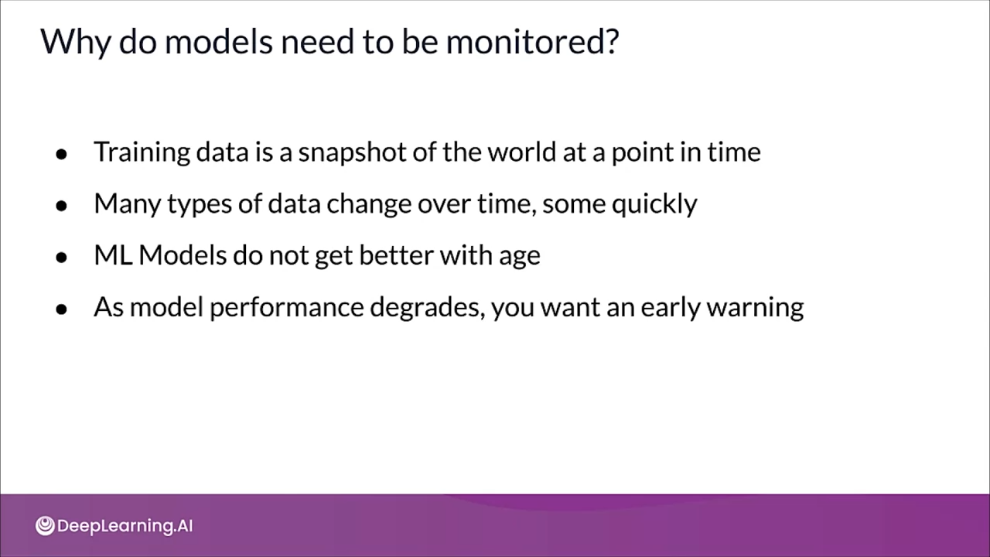 Why do models need to be monitored?
● Training data is a snapshot of the world at a point in time
● Many types of data change over time, some quickly
● ML Models do not get better with age
● As model performance degrades, you want an early warning
DeepLearning.AI